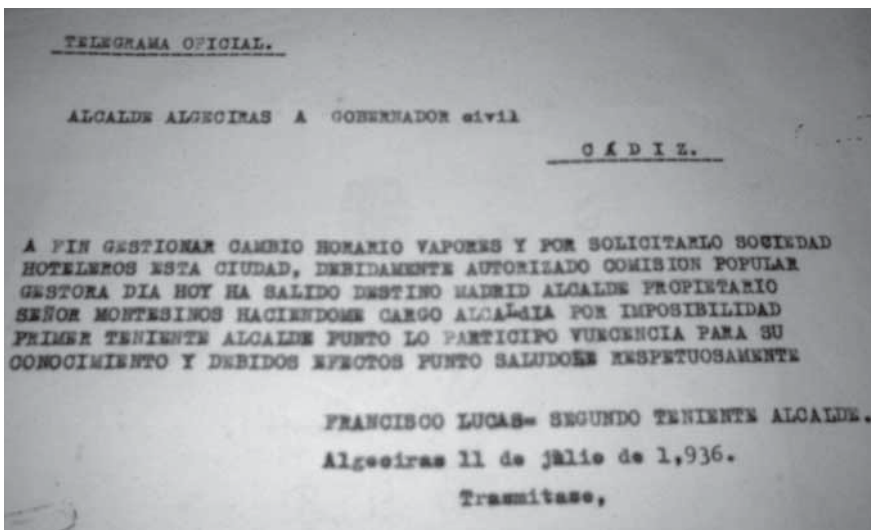 TELEGRAMA OFICIAL.
ALCALDE ALGECIRAS A GOBERNADOR civil
CÁDIZ.
A FIN GESTIONAR CAMBIO HORARIO VAPORES Y POR SOLICITARLO SOCIEDAD
HOTELEROS ESTA CIUDAD, DEBIDAMENTE AUTORIZADO COMISION POPULAR
GESTORA DIA HOY HA SALIDO DESTINO MADRID ALCALDE PROPIETARIO
SEÑOR MONTESINOS HACIENDOME CARGO ALCALdIA POR IMPOSIBILIDAD
PRIMER TENIENTE ALCALDE PUNTO LO PARTICIPO VUECENCIA PARA SU
CONOCIMIENTO Y DEBIDOS EFECTOS PUNTO SALUDOLE RESPETUOSAMENTE
FRANCISCO LUCAS= SEGUNDO TENIENTE ALCALDE.
Algeciras 11 de julio de 1,936.
Trasmitase,